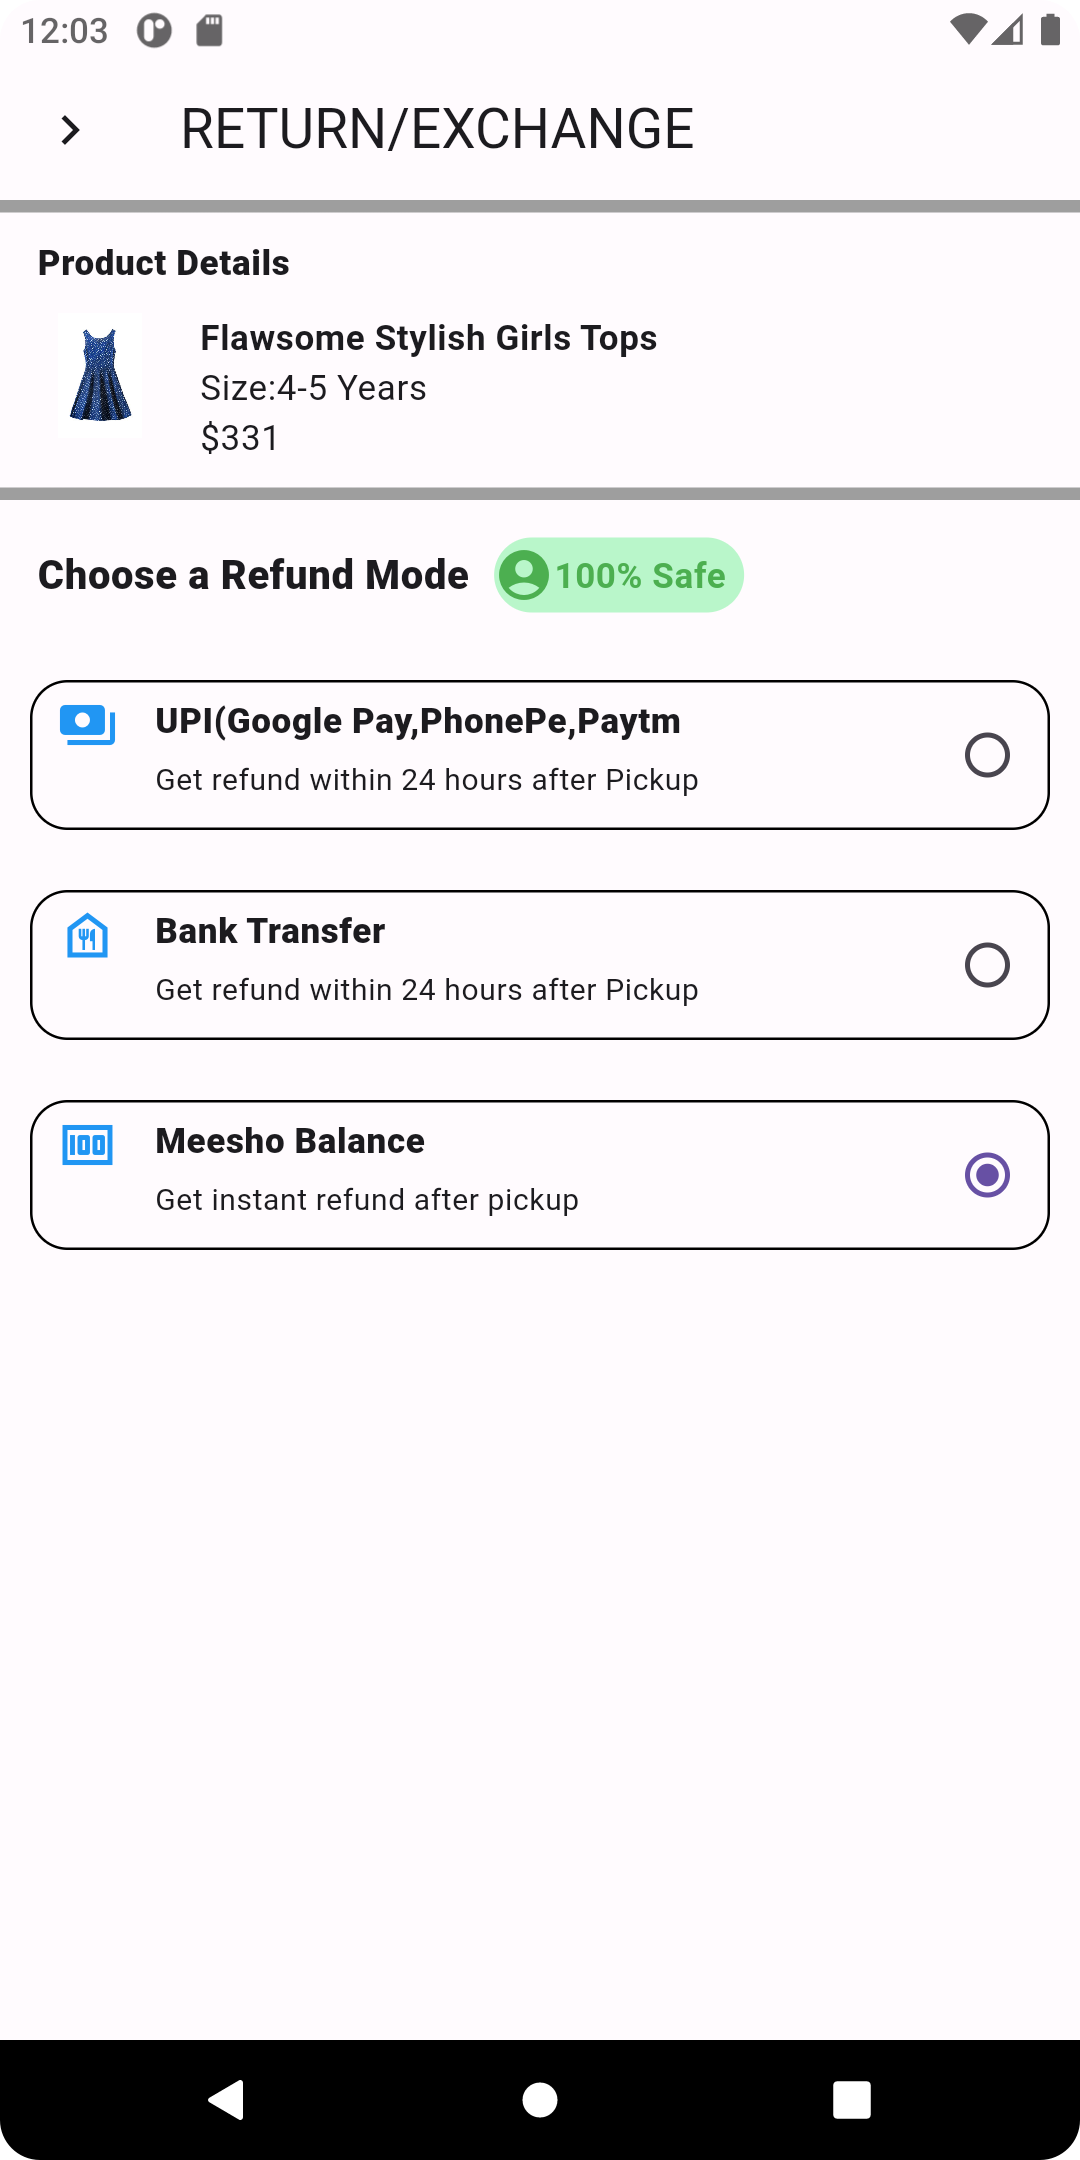 12:03
RETURN/EXCHANGE
Product Details
Flawsome Stylish Girls Tops
Size:4-5 Years
$331
Choose a Refund Mode 100% Safe
UPI(Google Pay,PhonePe,Paytm
Get refund within 24 hours after Pickup
Bank Transfer
Get refund within 24 hours after Pickup
100 Meesho Balance
Get instant refund after pickup